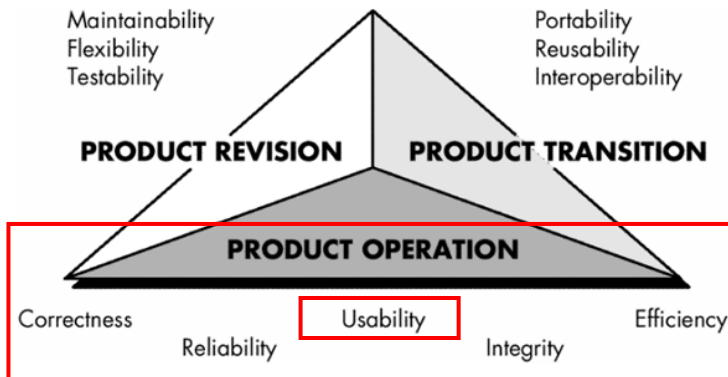 Maintainability
Flexibility
Testability
Portability
Reusability
Interoperability
PRODUCT REVISION
PRODUCT TRANSITION
PRODUCT OPERATION
Correctness
Usability
Efficiency
Reliability
Integrity